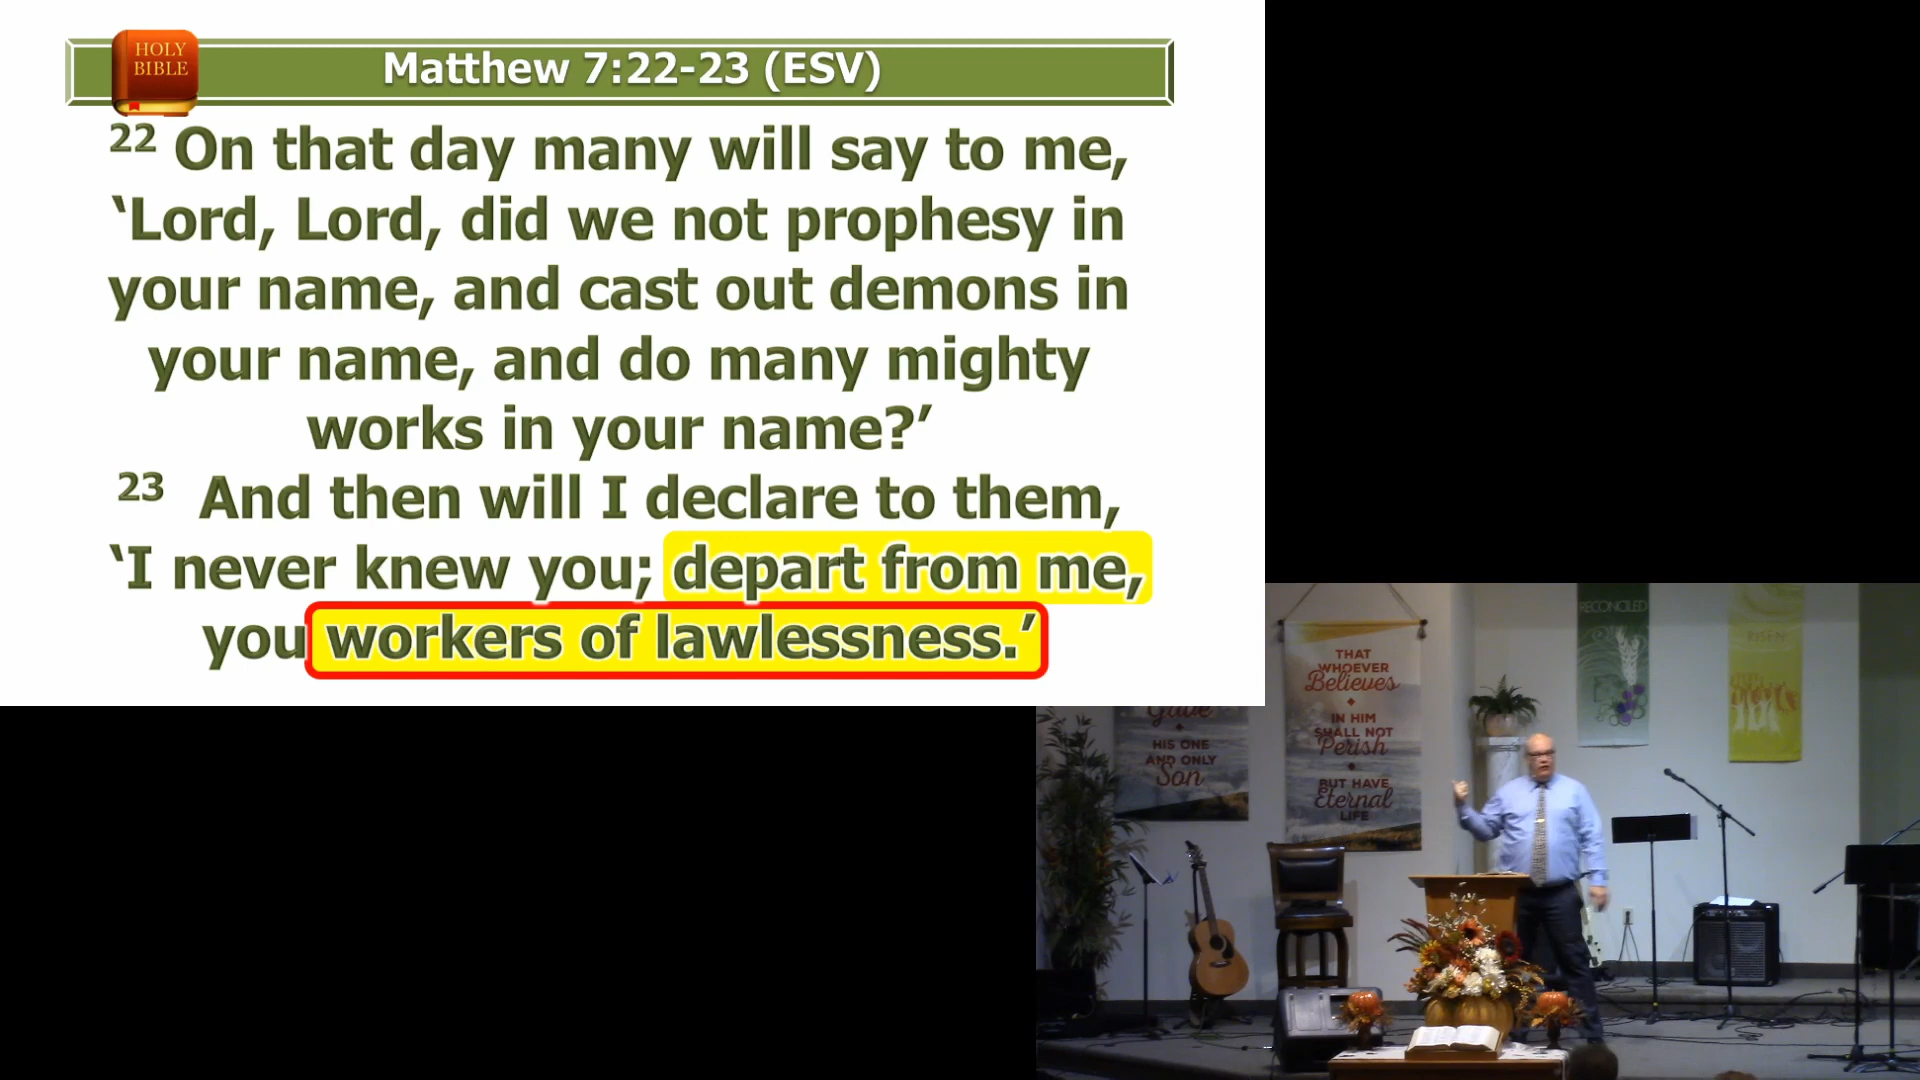 HOLY
BIBLE
Matthew 7:22-23 (ESV)
22 On that day many will say to me,
‘Lord, Lord, did we not prophesy in
your name, and cast out demons in
your name, and do many mighty
works in your name?’
23 And then will I declare to them,
‘I never knew you; depart from me,
you workers of lawlessness.’
Gave
HIS ONE
AND ONLY
Son
THAT
WHOEVER
Believes
IN HIM
SHALL NOT
Perish
BUT HAVE
Eternal
LIFE
RECONCILED
RISEN